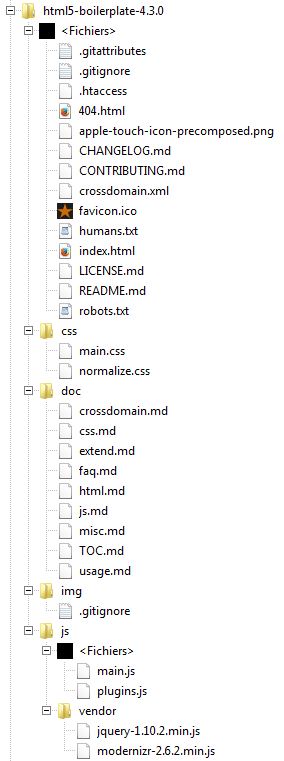 html5-boilerplate-4.3.0
<Fichiers>
.gitattributes
.gitignore
.htaccess
404.html
apple-touch-icon-precomposed.png
CHANGELOG.md
CONTRIBUTING.md
crossdomain.xml
favicon.ico
humans.txt
index.html
LICENSE.md
README.md
robots.txt
css
main.css
normalize.css
doc
crossdomain.md
css.md
extend.md
faq.md
html.md
js.md
misc.md
TOC.md
usage.md
img
.gitignore
js
<Fichiers>
main.js
plugins.js
vendor
jquery-1.10.2.min.js
modernizr-2.6.2.min.js